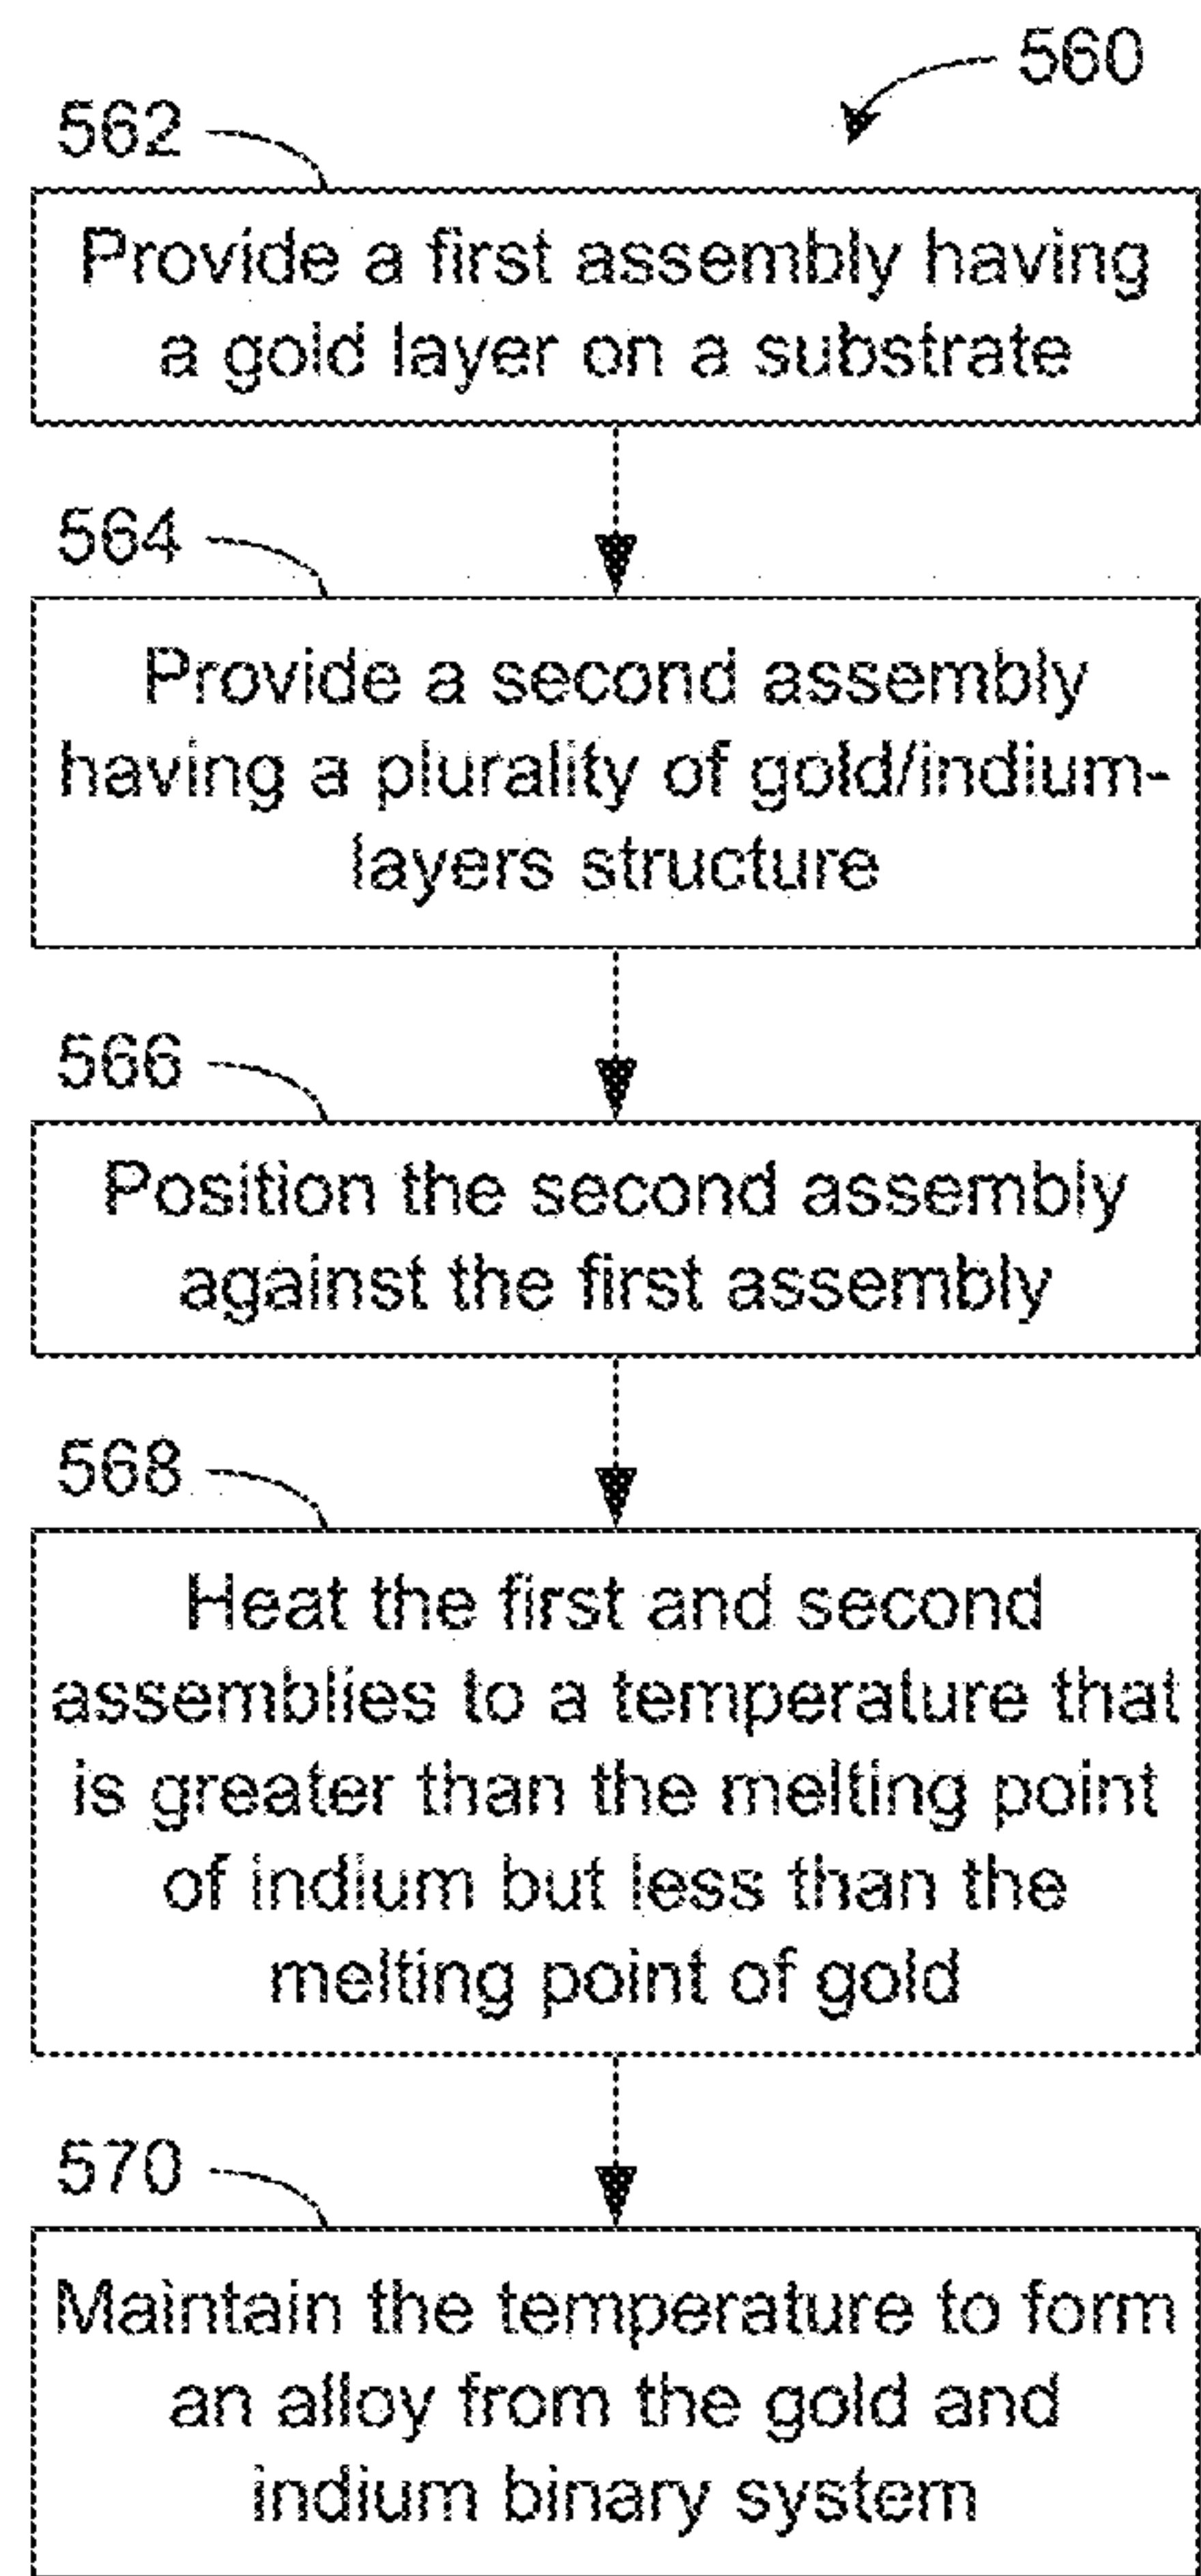 560
562
Provide a first assembly having
a gold layer on a substrate
564
Provide a second assembly
having a plurality of gold/indium-
layers structure
566
Position the second assembly
against the first assembly
568
Heat the first and second
assemblies to a temperature that
is greater than the melting point
of indium but less than the
melting point of gold
570
Maintain the temperature to form
an alloy from the gold and
indium binary system